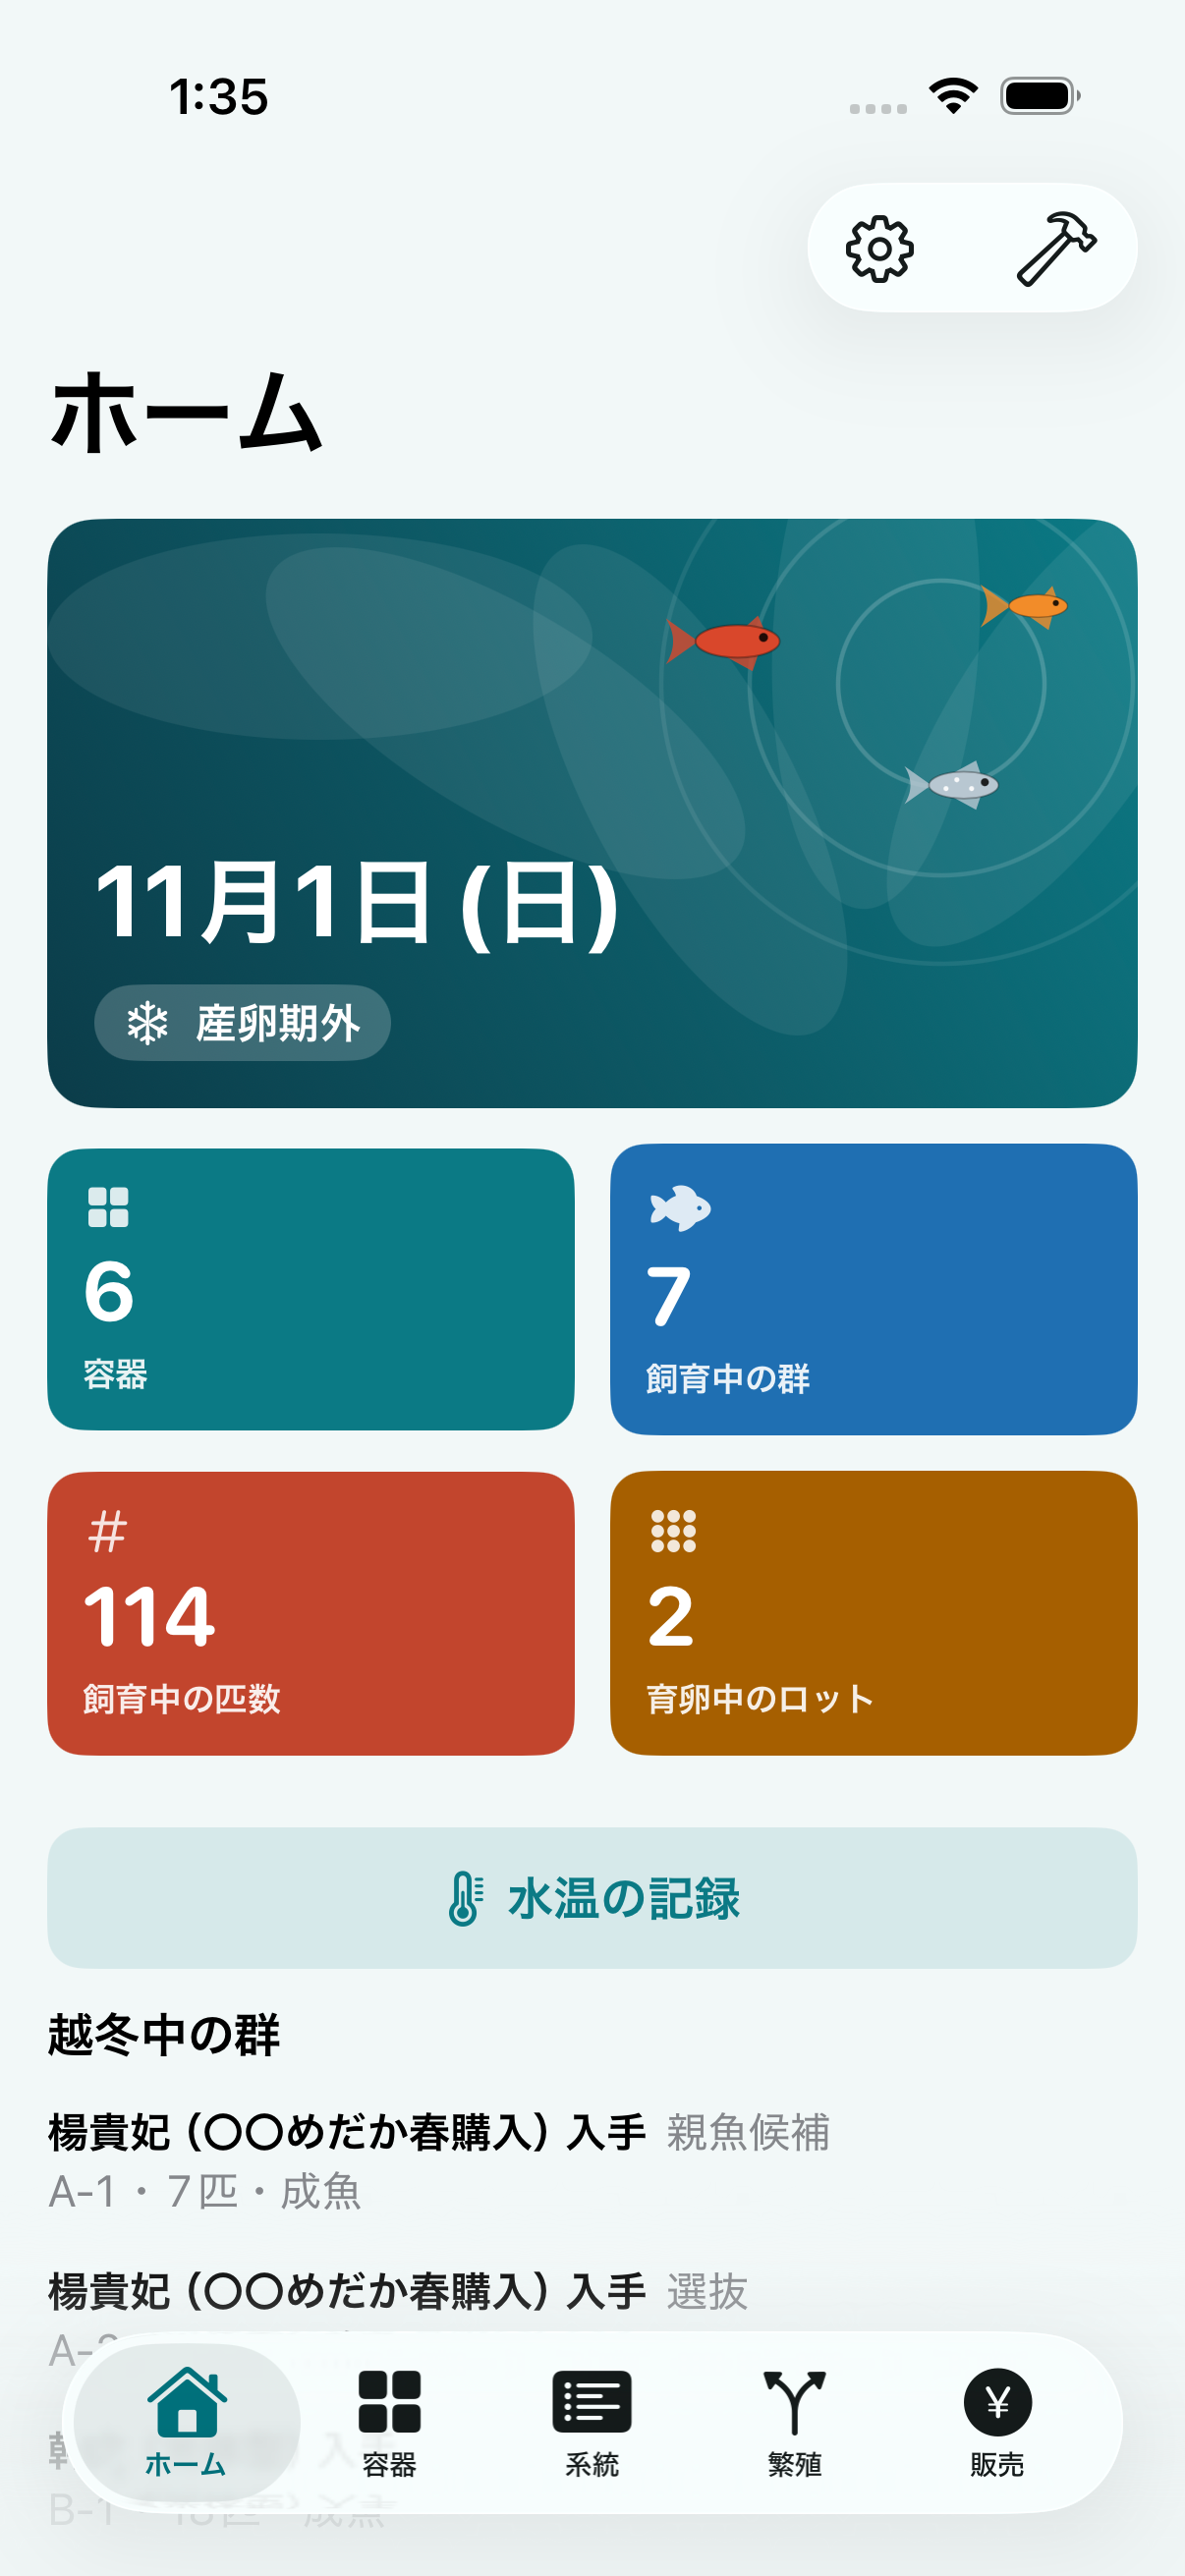 1:35
ホーム
11月1日 (日)
産卵期外
6
容器
7
飼育中の群
114
飼育中の匹数
2
育卵中のロット
水温の記録
越冬中の群
楊貴妃 (〇〇めだか春購入) 入手 親魚候補
A-1・7匹・成魚
楊貴妃 (〇〇めだか春購入) 入手 選抜
ホーム
容器
系統
繁殖
販売